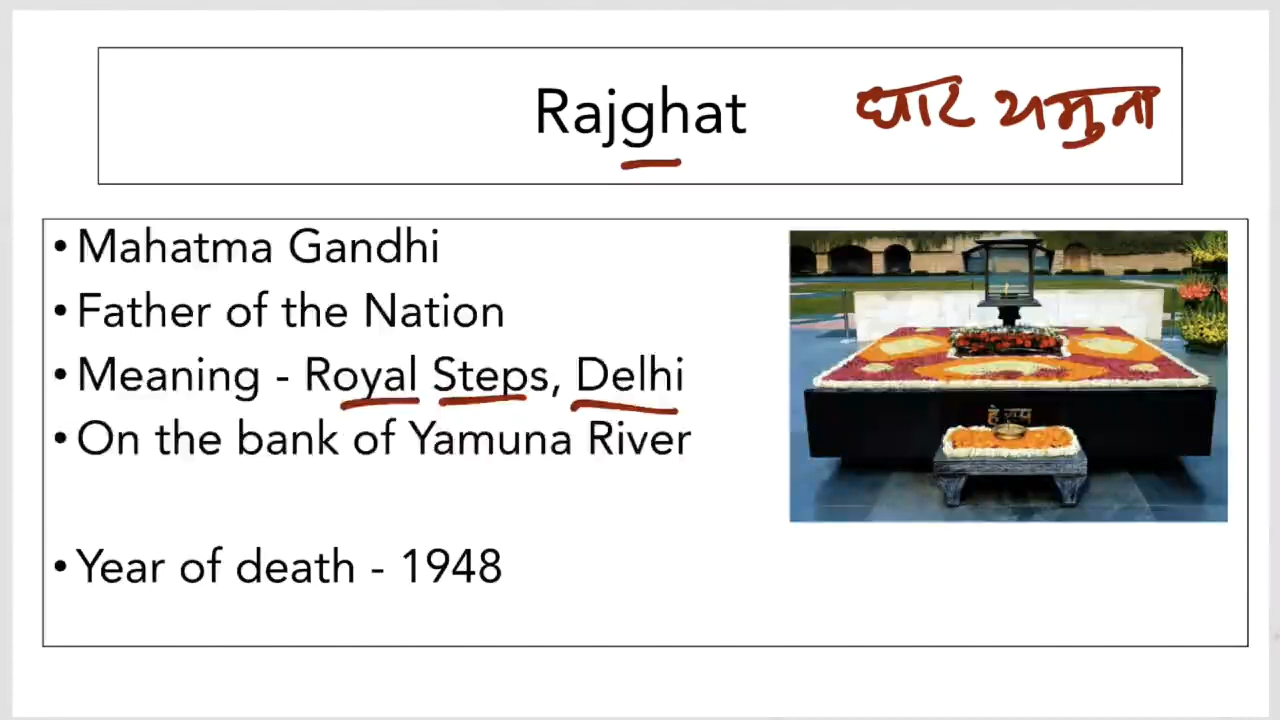 Rajghat
घाट यमुना
• Mahatma Gandhi
• Father of the Nation
• Meaning - Royal Steps, Delhi
• On the bank of Yamuna River
• Year of death - 1948
हे राम